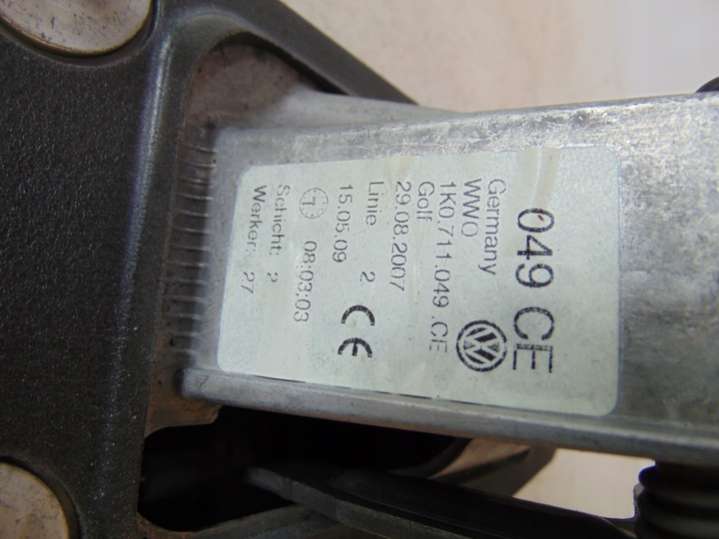 049 CE
Germany
WWO
1K0.711.049 .CE
Golf
29.08.2007
Linie 2
15.05.09
T 08:03:03
Schicht: 2
Werker: 27
CE